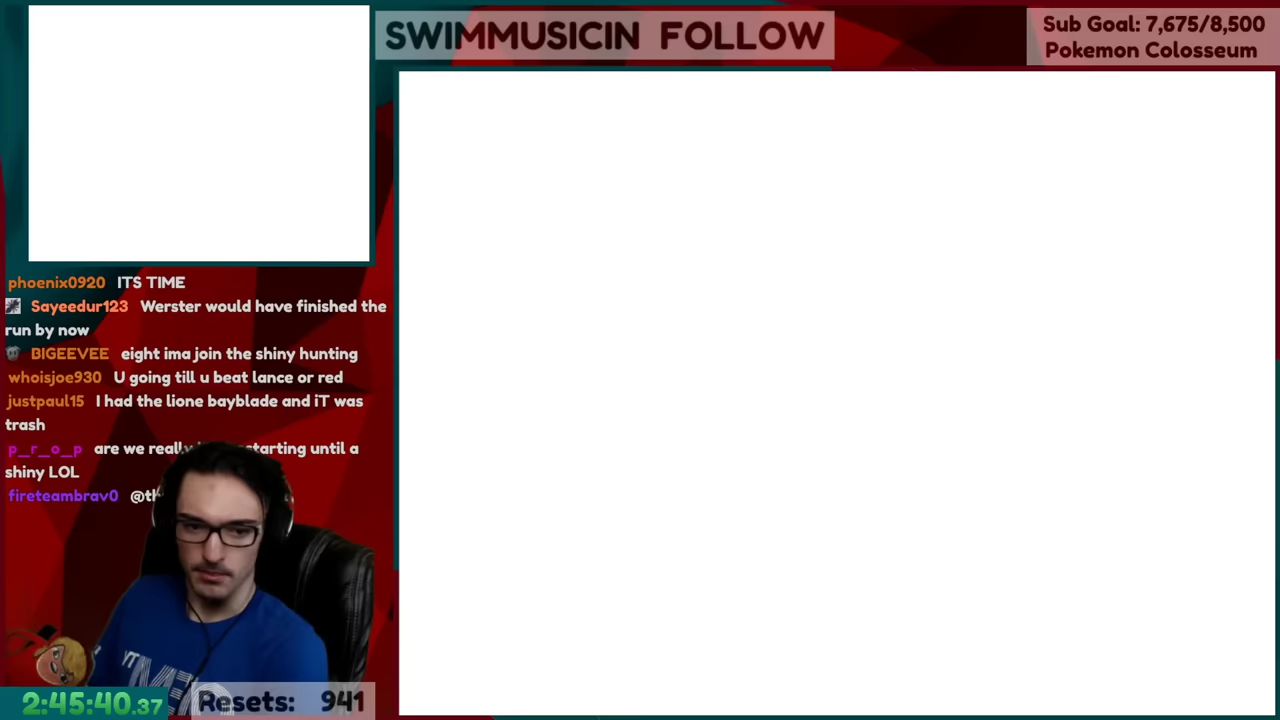 SWIMMUSICIN FOLLOW
Sub Goal: 7,675/8,500
Pokemon Colosseum
phoenix0920 ITS TIME
Sayeedur123 Werster would have finished the
run by now
BIGEEVEE eight ima join the shiny hunting
whoisjoe930 U going till u beat lance or red
justpaul15 I had the lione bayblade and iT was
trash
p__r__o__p are we really starting until a
shiny LOL
fireteambrav0
2:45:40.37
Resets: 941